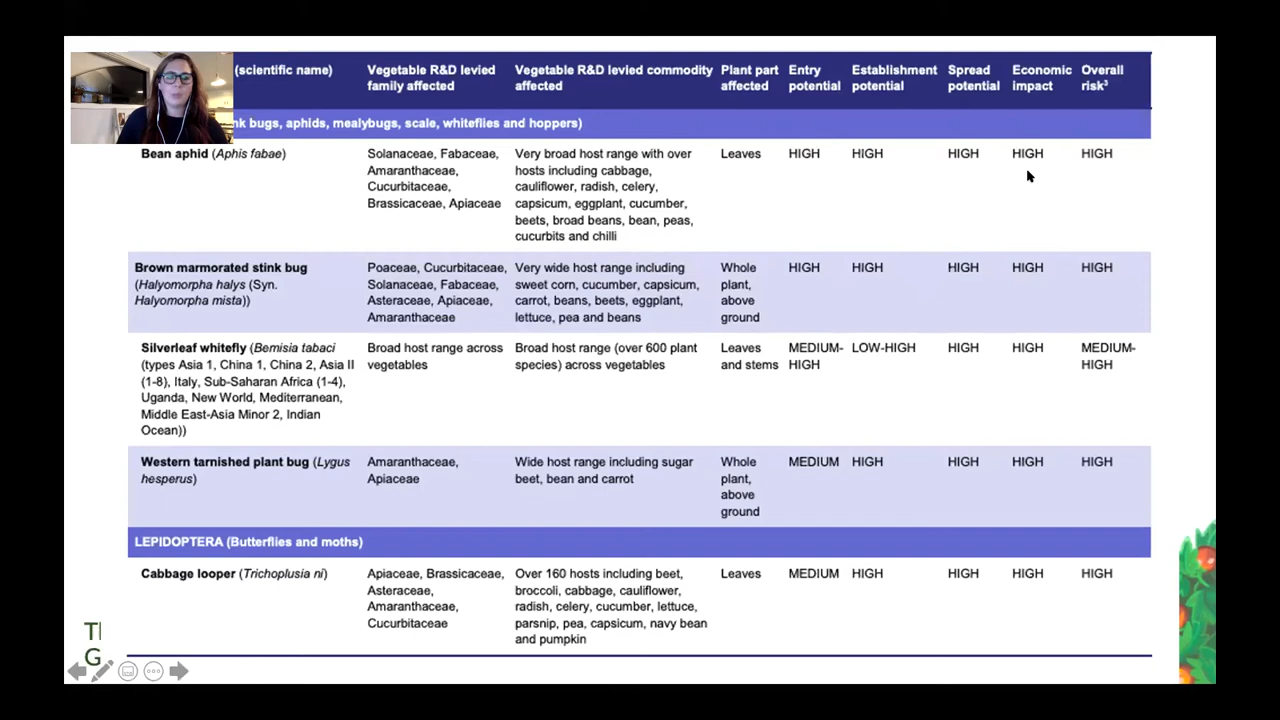 (scientific name)
Vegetable R&D levied
family affected
Vegetable R&D levied commodity
affected
Plant part
affected
Entry
potential
Establishment
potential
Spread
potential
Economic
impact
Overall
risk³
nk bugs, aphids, mealybugs, scale, whiteflies and hoppers)
Bean aphid (Aphis fabae)
Solanaceae, Fabaceae,
Amaranthaceae,
Cucurbitaceae,
Brassicaceae, Apiaceae
Very broad host range with over
hosts including cabbage,
cauliflower, radish, celery,
capsicum, eggplant, cucumber,
beets, broad beans, bean, peas,
cucurbits and chilli
Leaves
HIGH
HIGH
HIGH
HIGH
HIGH
Brown marmorated stink bug
(Halyomorpha halys (Syn.
Halyomorpha mista))
Poaceae, Cucurbitaceae,
Solanaceae, Fabaceae,
Asteraceae, Apiaceae,
Amaranthaceae
Very wide host range including
sweet corn, cucumber, capsicum,
carrot, beans, beets, eggplant,
lettuce, pea and beans
Whole
plant,
above
ground
HIGH
HIGH
HIGH
HIGH
HIGH
Silverleaf whitefly (Bemisia tabaci
(types Asia 1, China 1, China 2, Asia II
(1-8), Italy, Sub-Saharan Africa (1-4),
Uganda, New World, Mediterranean,
Middle East-Asia Minor 2, Indian
Ocean))
Broad host range across
vegetables
Broad host range (over 600 plant
species) across vegetables
Leaves
and stems
MEDIUM-
HIGH
LOW-HIGH
HIGH
HIGH
MEDIUM-
HIGH
Western tarnished plant bug (Lygus
hesperus)
Amaranthaceae,
Apiaceae
Wide host range including sugar
beet, bean and carrot
Whole
plant,
above
ground
MEDIUM
HIGH
HIGH
HIGH
HIGH
LEPIDOPTERA (Butterflies and moths)
Cabbage looper (Trichoplusia ni)
Apiaceae, Brassicaceae,
Asteraceae,
Amaranthaceae,
Cucurbitaceae
Over 160 hosts including beet,
broccoli, cabbage, cauliflower,
radish, celery, cucumber, lettuce,
parsnip, pea, capsicum, navy bean
and pumpkin
Leaves
MEDIUM
HIGH
HIGH
HIGH
HIGH
G